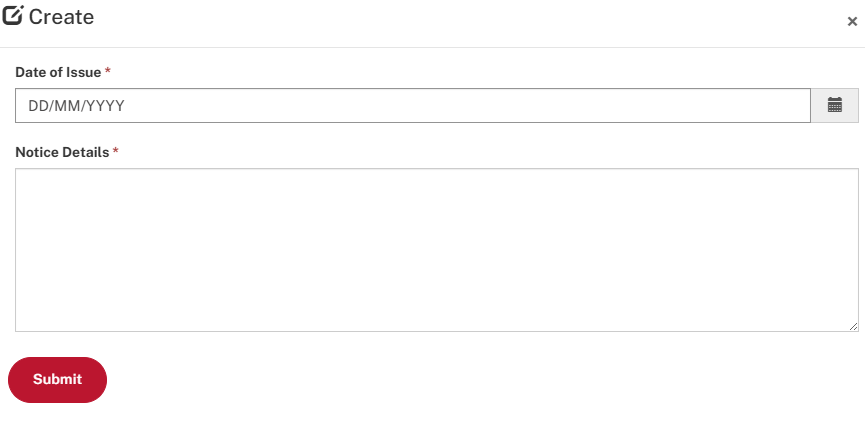 Create
×
Date of Issue *
DD/MM/YYYY
Notice Details *
Submit